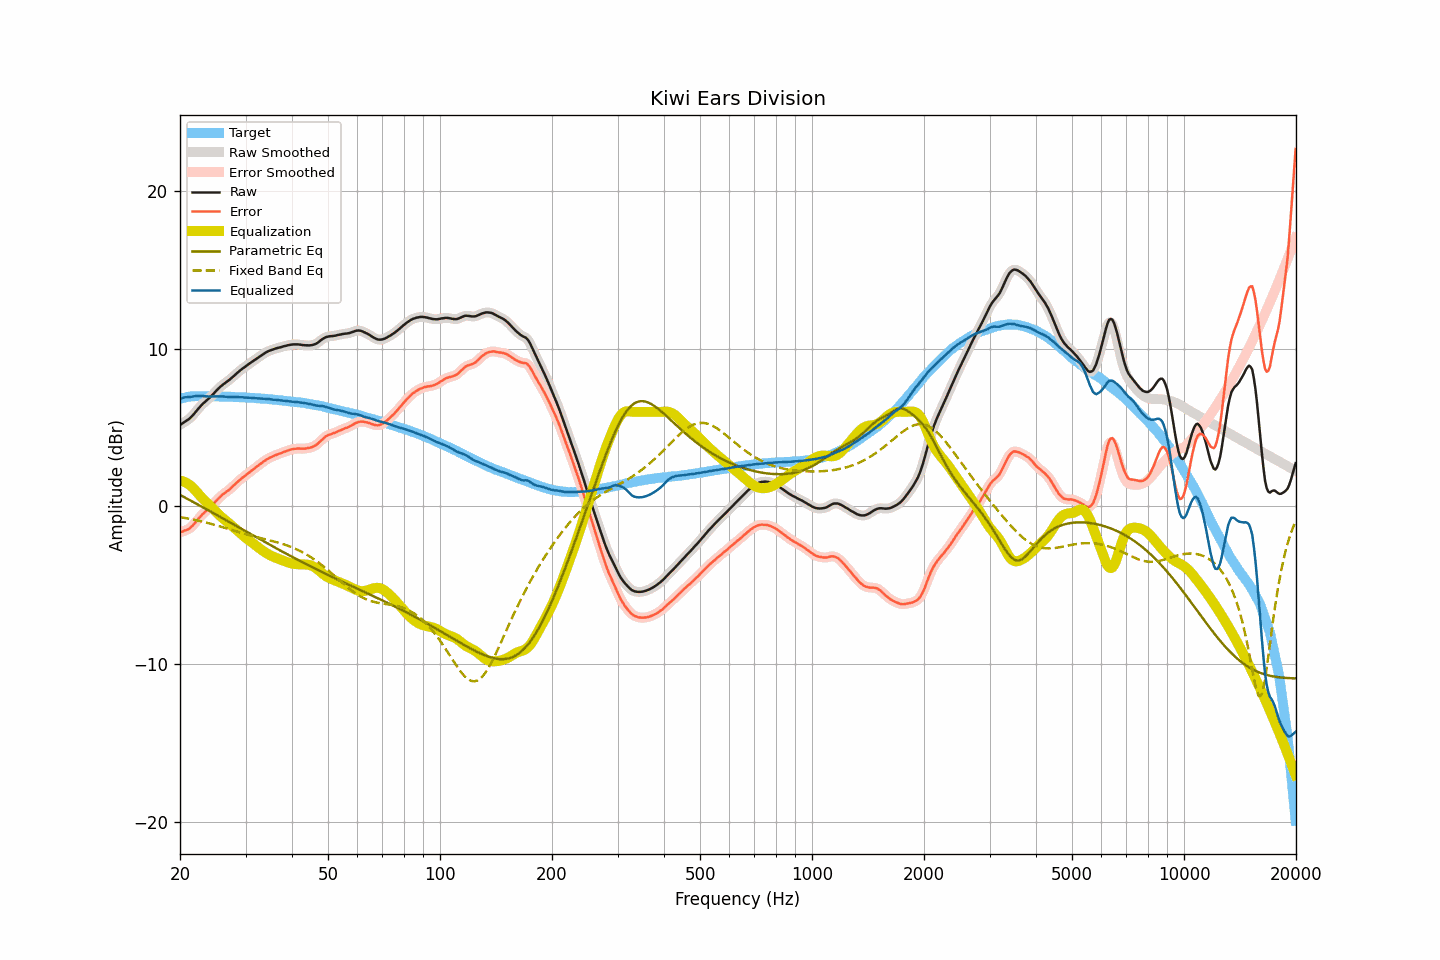 Kiwi Ears Division
Target
Raw Smoothed
Error Smoothed
Raw
Error
Equalization
Parametric Eq
Fixed Band Eq
Equalized
20
10
0
−10
−20
Amplitude (dBr)
20 50 100 200 500 1000 2000 5000 10000 20000
Frequency (Hz)